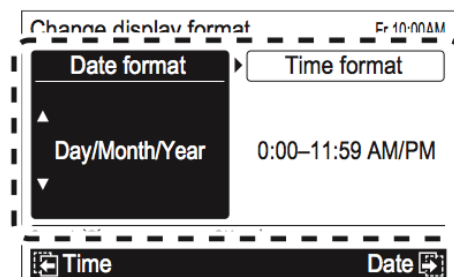 Change display format Fr 10:00AM
Date format Time format
Day/Month/Year 0:00–11:59 AM/PM
Time Date